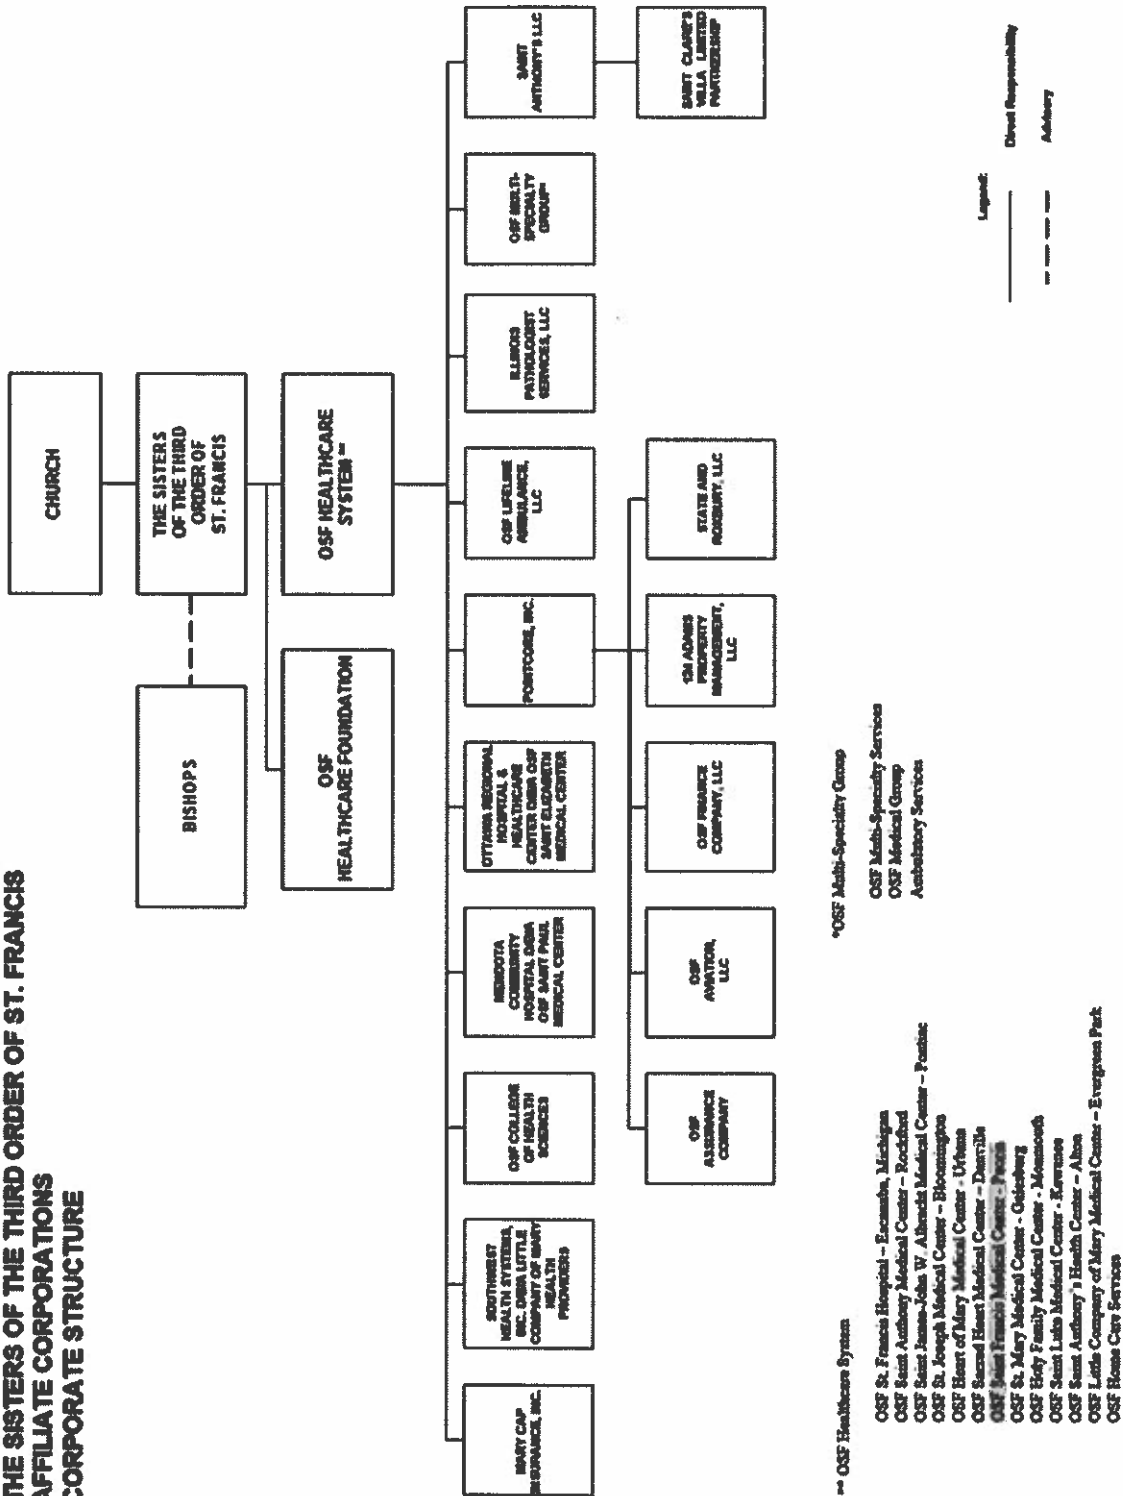 THE SISTERS OF THE THIRD ORDER OF ST. FRANCIS
AFFILIATE CORPORATIONS
CORPORATE STRUCTURE
CHURCH
BISHOPS
THE SISTERS
OF THE THIRD
ORDER OF
ST. FRANCIS
OSF
HEALTHCARE FOUNDATION
OSF HEALTHCARE
SYSTEM **
MARY CAP
INSURANCE, INC.
SOUTHWEST
HEALTH SYSTEMS,
INC. D/B/A LITTLE
COMPANY OF MARY
HEALTH
PROVIDERS
OSF COLLEGE
OF HEALTH
SCIENCES
MENDOTA
COMMUNITY
HOSPITAL D/B/A
OSF SAINT PAUL
MEDICAL CENTER
OTTAWA REGIONAL
HOSPITAL &
HEALTHCARE
CENTER D/B/A OSF
SAINT ELIZABETH
MEDICAL CENTER
POINTCORE, INC.
OSF LIFELINE
AMBULANCE,
LLC
ILLINOIS
PATHOLOGIST
SERVICES, LLC
OSF MULTI-
SPECIALTY
GROUP*
SAINT
ANTHONY'S LLC
OSF
ASSURANCE
COMPANY
OSF
AVIATION,
LLC
OSF FINANCE
COMPANY, LLC
ADAMS
PROPERTY
MANAGEMENT,
LLC
STATE AND
ROXBURY, LLC
SAINT CLARE'S
VILLA LIMITED
PARTNERSHIP
** OSF Healthcare System
OSF St. Francis Hospital – Escanaba, Michigan
OSF Saint Anthony Medical Center – Rockford
OSF Saint James-John W. Albrecht Medical Center – Pontiac
OSF St. Joseph Medical Center – Bloomington
OSF Heart of Mary Medical Center - Urbana
OSF Sacred Heart Medical Center – Danville
OSF Saint Francis Medical Center - Peoria
OSF St. Mary Medical Center - Galesburg
OSF Holy Family Medical Center - Monmouth
OSF Saint Luke Medical Center - Kewanee
OSF Saint Anthony's Health Center – Alton
OSF Little Company of Mary Medical Center – Evergreen Park
OSF Home Care Services
*OSF Multi-Specialty Group
OSF Multi-Specialty Services
OSF Medical Group
Ambulatory Services
Legend:
Direct Responsibility
Advisory